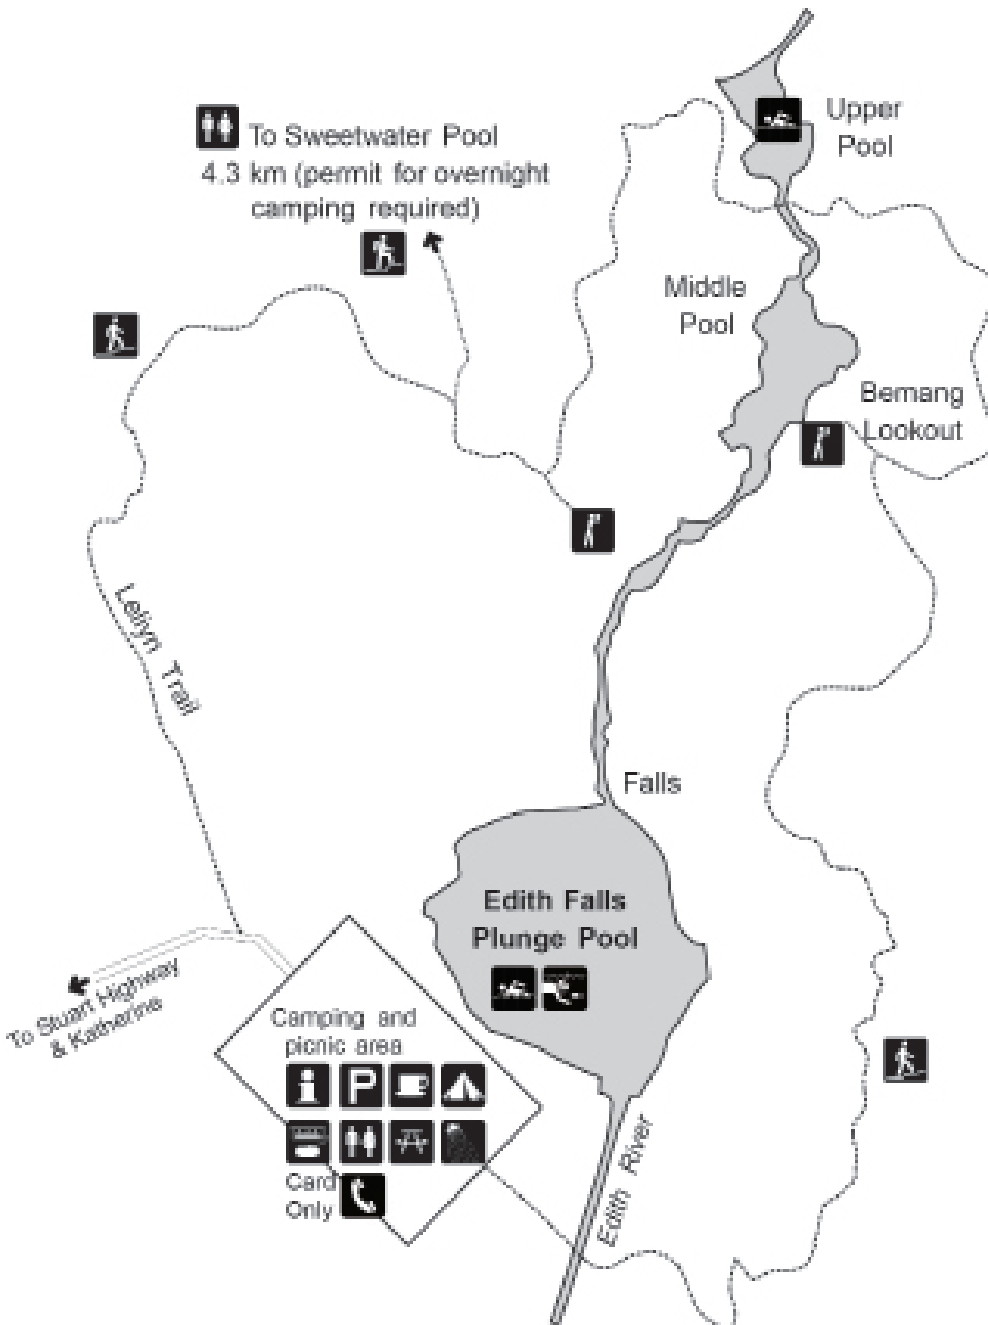 Upper
Pool
To Sweetwater Pool
4.3 km (permit for overnight
camping required)
Middle
Pool
Bemang
Lookout
Leliyn Trail
Falls
Edith Falls
Plunge Pool
To Stuart Highway
& Katherine
Camping and
picnic area
P
Card
Only
Edith River